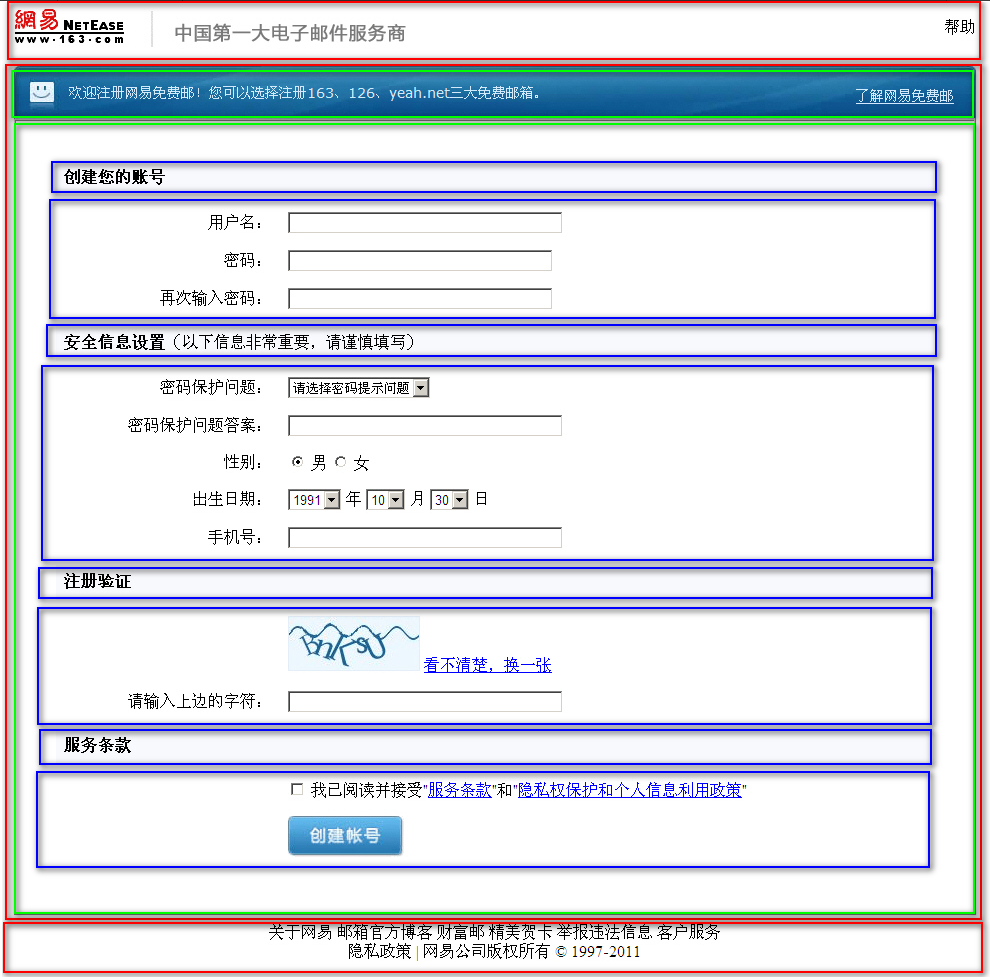 網易 NETEASE
www.163.com
中国第一大电子邮件服务商
帮助
欢迎注册网易免费邮！您可以选择注册163、126、yeah.net三大免费邮箱。
了解网易免费邮
创建您的账号
用户名：
密码：
再次输入密码：
安全信息设置（以下信息非常重要，请谨慎填写）
密码保护问题： 请选择密码提示问题
密码保护问题答案：
性别： 男 女
出生日期： 1991 年 10 月 30 日
手机号：
注册验证
BnKSU
看不清楚，换一张
请输入上边的字符：
服务条款
我已阅读并接受"服务条款"和"隐私权保护和个人信息利用政策"
创建帐号
关于网易 邮箱官方博客 财富邮 精美贺卡 举报违法信息 客户服务
隐私政策 | 网易公司版权所有 © 1997-2011